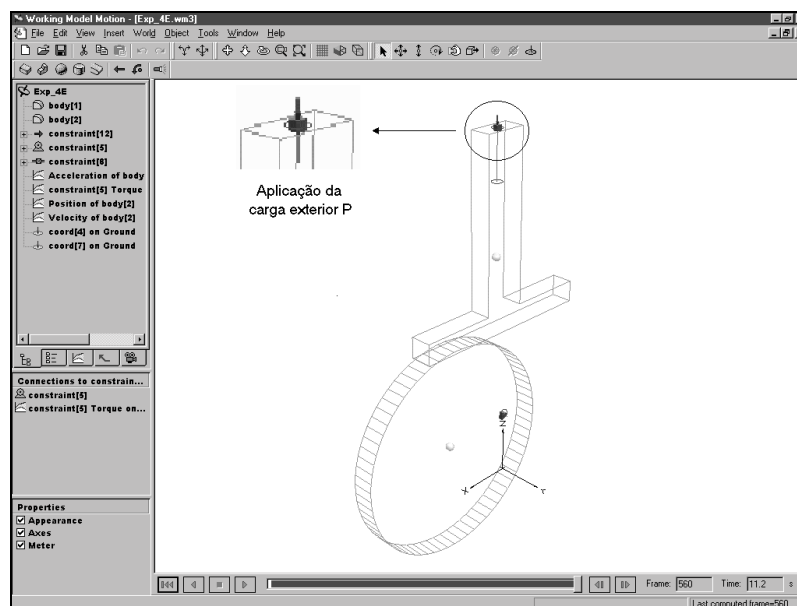 Working Model Motion - [Exp_4E.wm3]
File Edit View Insert World Object Tools Window Help
Exp_4E
body[1]
body[2]
constraint[12]
constraint[5]
constraint[8]
Acceleration of body
constraint[5] Torque
Position of body[2]
Velocity of body[2]
coord[4] on Ground
coord[7] on Ground
Connections to constrain...
constraint[5]
constraint[5] Torque on...
Properties
Appearance
Axes
Meter
Aplicação da
carga exterior P
Z
X
Y
Frame: 560 Time: 11.2 s
Last computed frame=560